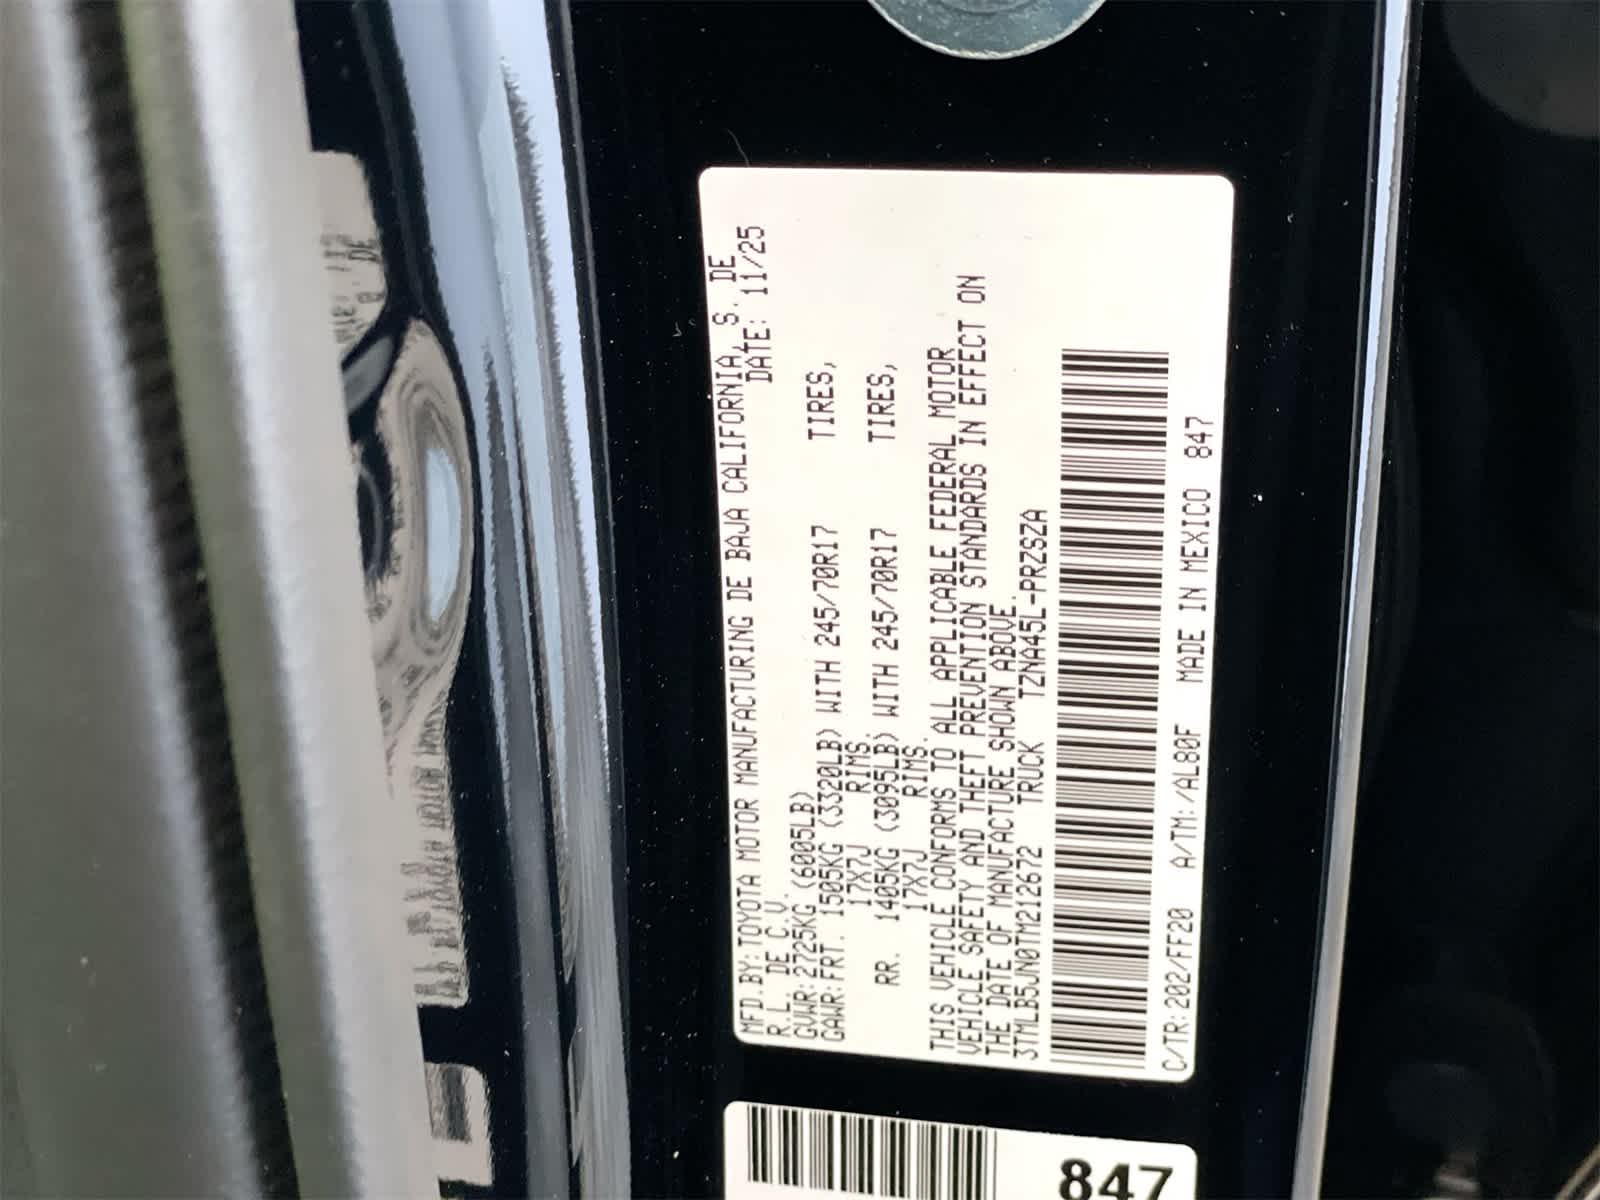 MFD.BY: TOYOTA MOTOR MANUFACTURING DE BAJA CALIFORNIA, S. DE
R.L. DE C.V. DATE: 11/25
GVWR:2725KG (6005LB)
GAWR:FRT. 1505KG (3320LB) WITH 245/70R17 TIRES,
17X7J RIMS.
RR. 1405KG (3095LB) WITH 245/70R17 TIRES,
17X7J RIMS.
THIS VEHICLE CONFORMS TO ALL APPLICABLE FEDERAL MOTOR
VEHICLE SAFETY AND THEFT PREVENTION STANDARDS IN EFFECT ON
THE DATE OF MANUFACTURE SHOWN ABOVE.
3TMLB5JN0TM212672 TRUCK TZNA45L-PRZSZA
C/TR:202/FF20 A/TM:/AL80F MADE IN MEXICO 847
847